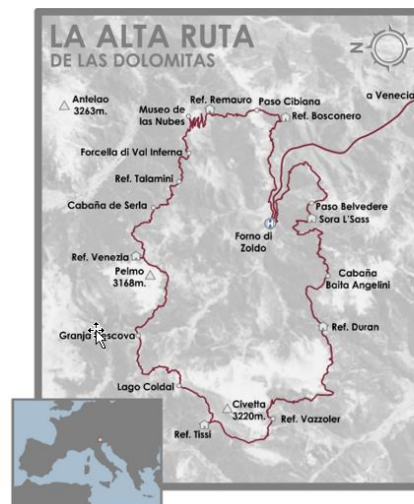 LA ALTA RUTA
DE LAS DOLOMITAS
N
Antelao
3263m.
Museo de
las Nubes
Ref. Remauro
Paso Cibiana
a Venecia
Ref. Bosconero
Forcella di Val Inferna
Ref. Talamini
Cabaña de Serla
Paso Belvedere
Sora L'Sass
Forno di
Zoldo
Ref. Venezia
Pelmo
3168m.
Cabaña
Baita Angelini
Granja
Ref. Duran
Lago Coldai
Civetta
3220m.
Ref. Vazzoler
Ref. Tissi